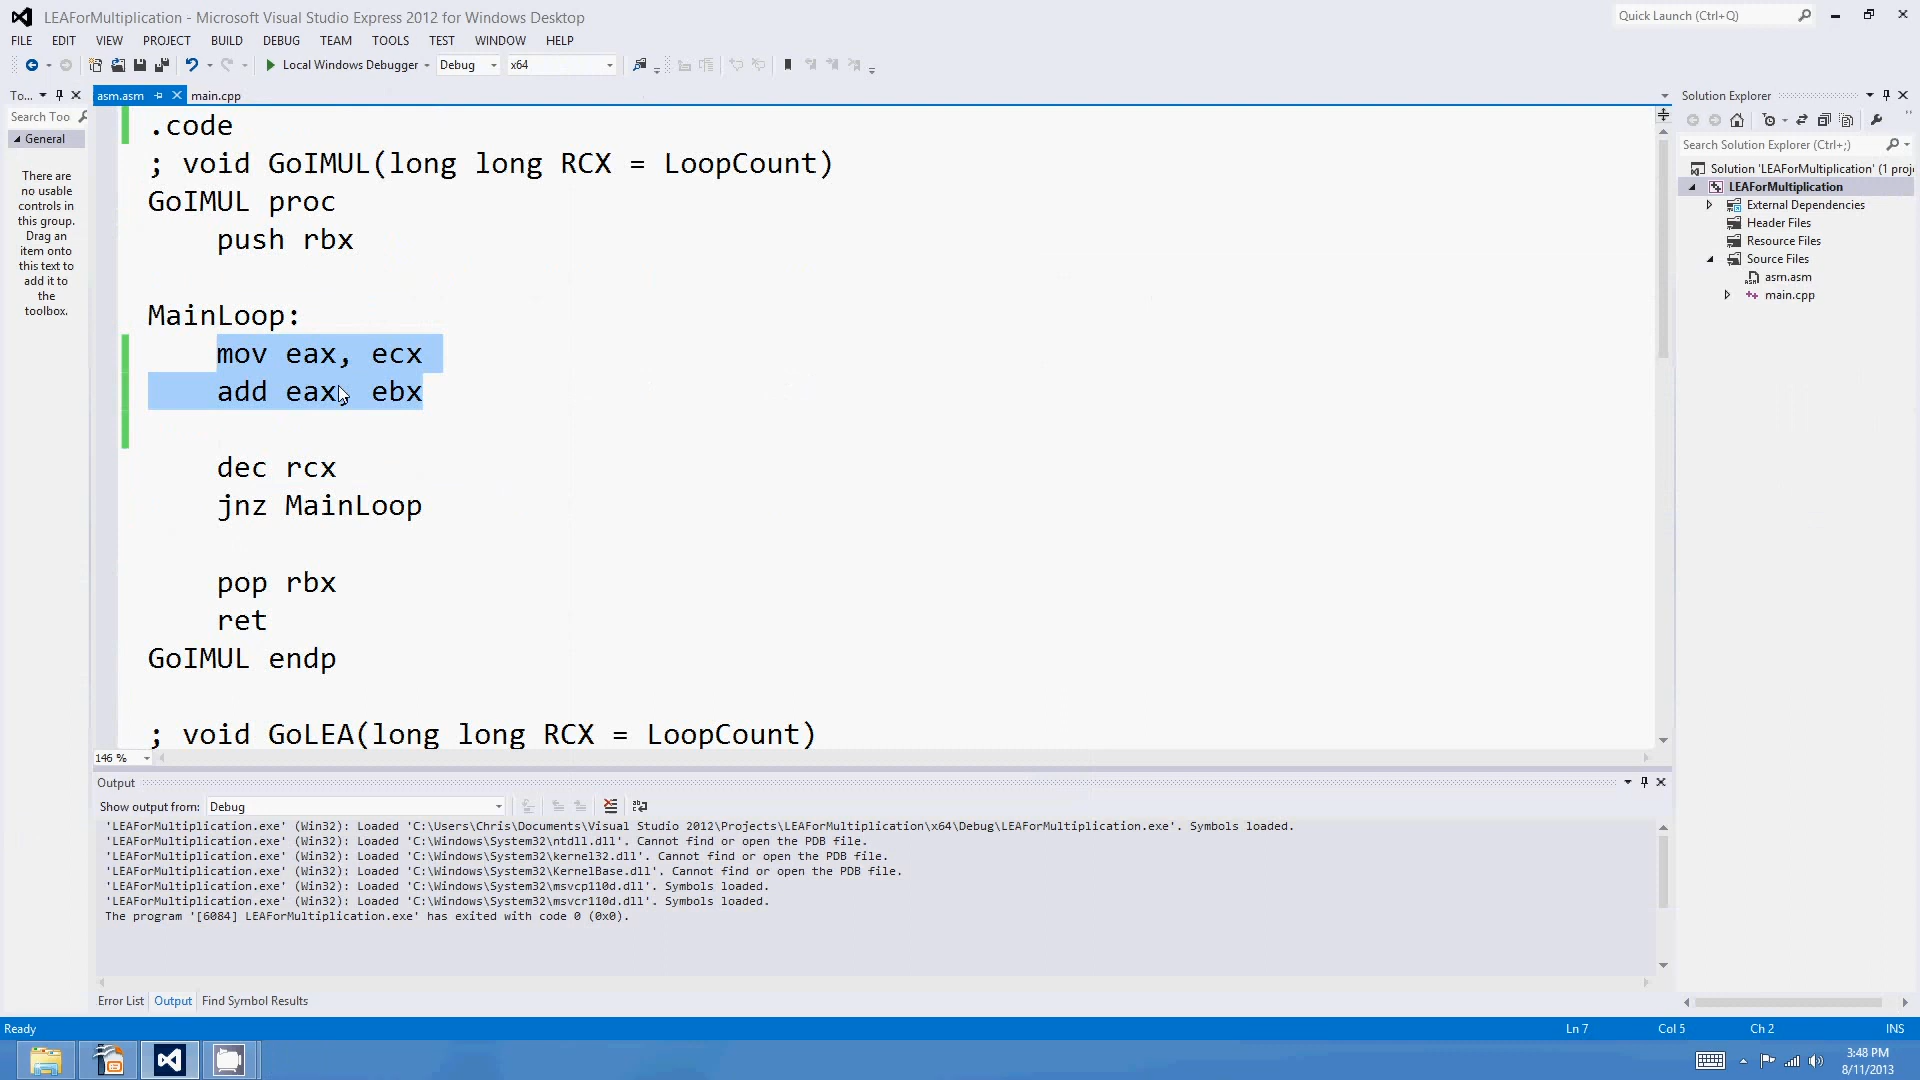 LEAForMultiplication - Microsoft Visual Studio Express 2012 for Windows Desktop
Quick Launch (Ctrl+Q)
FILE EDIT VIEW PROJECT BUILD DEBUG TEAM TOOLS TEST WINDOW HELP
Local Windows Debugger Debug x64
To...
asm.asm main.cpp
Solution Explorer
Search Too
Search Solution Explorer (Ctrl+;)
General
There are
no usable
controls in
this group.
Drag an
item onto
this text to
add it to
the
toolbox.
.code
; void GoIMUL(long long RCX = LoopCount)
GoIMUL proc
push rbx
MainLoop:
mov eax, ecx
add eax, ebx
dec rcx
jnz MainLoop
pop rbx
ret
GoIMUL endp
; void GoLEA(long long RCX = LoopCount)
146 %
Solution 'LEAForMultiplication' (1 proj
LEAForMultiplication
External Dependencies
Header Files
Resource Files
Source Files
asm.asm
main.cpp
Output
Show output from: Debug
'LEAForMultiplication.exe' (Win32): Loaded 'C:\Users\Chris\Documents\Visual Studio 2012\Projects\LEAForMultiplication\x64\Debug\LEAForMultiplication.exe'. Symbols loaded.
'LEAForMultiplication.exe' (Win32): Loaded 'C:\Windows\System32\ntdll.dll'. Cannot find or open the PDB file.
'LEAForMultiplication.exe' (Win32): Loaded 'C:\Windows\System32\kernel32.dll'. Cannot find or open the PDB file.
'LEAForMultiplication.exe' (Win32): Loaded 'C:\Windows\System32\KernelBase.dll'. Cannot find or open the PDB file.
'LEAForMultiplication.exe' (Win32): Loaded 'C:\Windows\System32\msvcp110d.dll'. Symbols loaded.
'LEAForMultiplication.exe' (Win32): Loaded 'C:\Windows\System32\msvcr110d.dll'. Symbols loaded.
The program '[6084] LEAForMultiplication.exe' has exited with code 0 (0x0).
Error List Output Find Symbol Results
Ready Ln 7 Col 5 Ch 2 INS
3:48 PM
8/11/2013